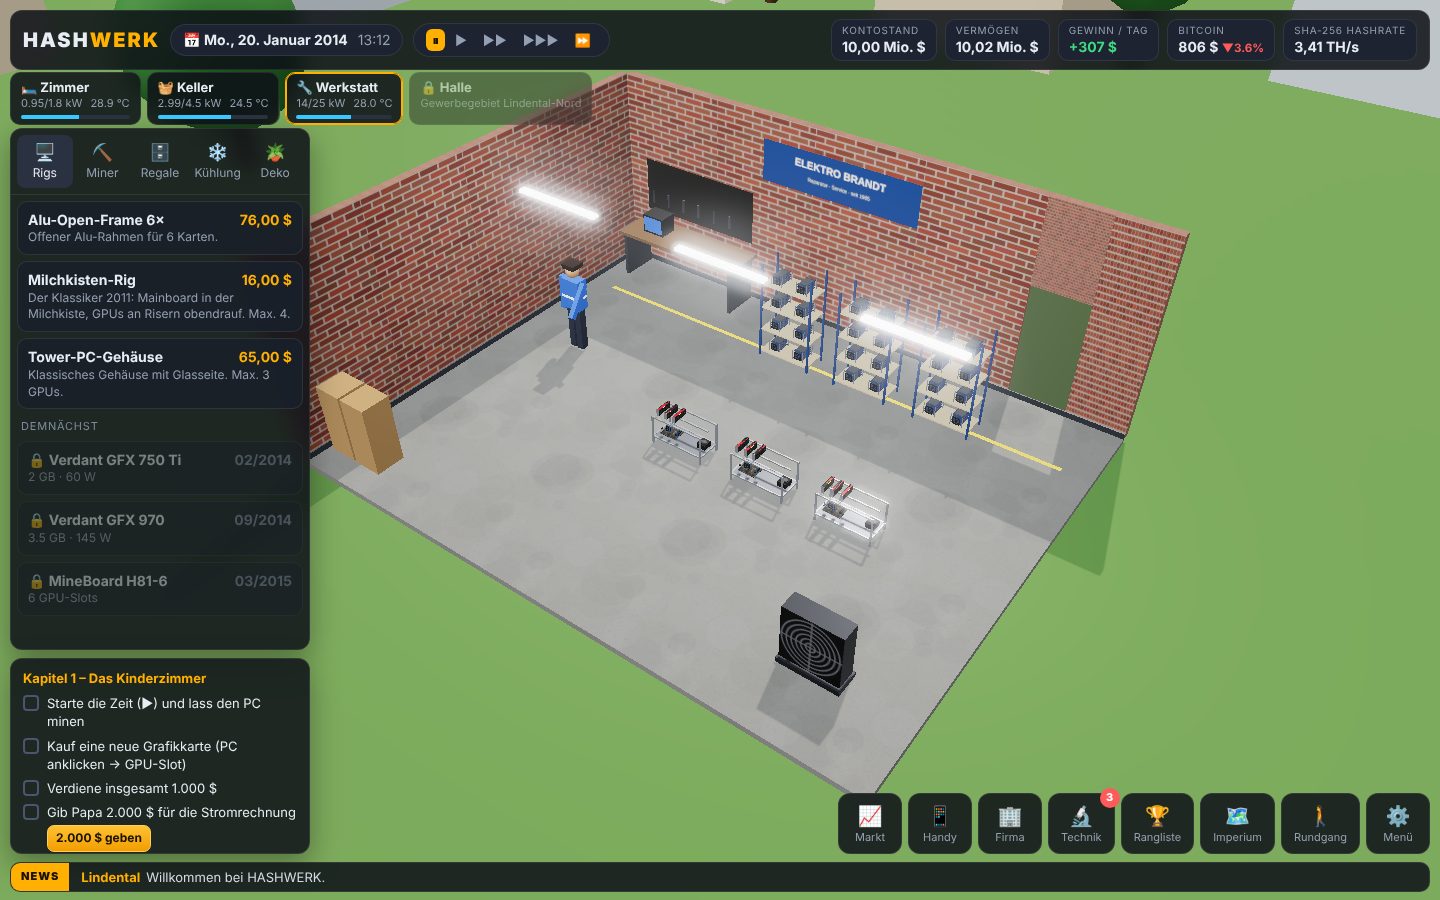 HASHWERK
Mo., 20. Januar 2014 13:12
KONTOSTAND
10,00 Mio. $
VERMÖGEN
10,02 Mio. $
GEWINN / TAG
+307 $
BITCOIN
806 $ ▼3.6%
SHA-256 HASHRATE
3,41 TH/s
Zimmer
0.95/1.8 kW 28.9 °C
Keller
2.99/4.5 kW 24.5 °C
Werkstatt
14/25 kW 28.0 °C
Halle
Gewerbegebiet Lindental-Nord
Rigs
Miner
Regale
Kühlung
Deko
Alu-Open-Frame 6× 76,00 $
Offener Alu-Rahmen für 6 Karten.
Milchkisten-Rig 16,00 $
Der Klassiker 2011: Mainboard in der
Milchkiste, GPUs an Risern obendrauf. Max. 4.
Tower-PC-Gehäuse 65,00 $
Klassisches Gehäuse mit Glasseite. Max. 3
GPUs.
DEMNÄCHST
Verdant GFX 750 Ti 02/2014
2 GB · 60 W
Verdant GFX 970 09/2014
3.5 GB · 145 W
MineBoard H81-6 03/2015
6 GPU-Slots
ELEKTRO BRANDT
Reparatur · Service · seit 1985
Kapitel 1 – Das Kinderzimmer
Starte die Zeit (▶) und lass den PC
minen
Kauf eine neue Grafikkarte (PC
anklicken → GPU-Slot)
Verdiene insgesamt 1.000 $
Gib Papa 2.000 $ für die Stromrechnung
2.000 $ geben
Markt
Handy
Firma
3
Technik
Rangliste
Imperium
Rundgang
Menü
NEWS Lindental Willkommen bei HASHWERK.